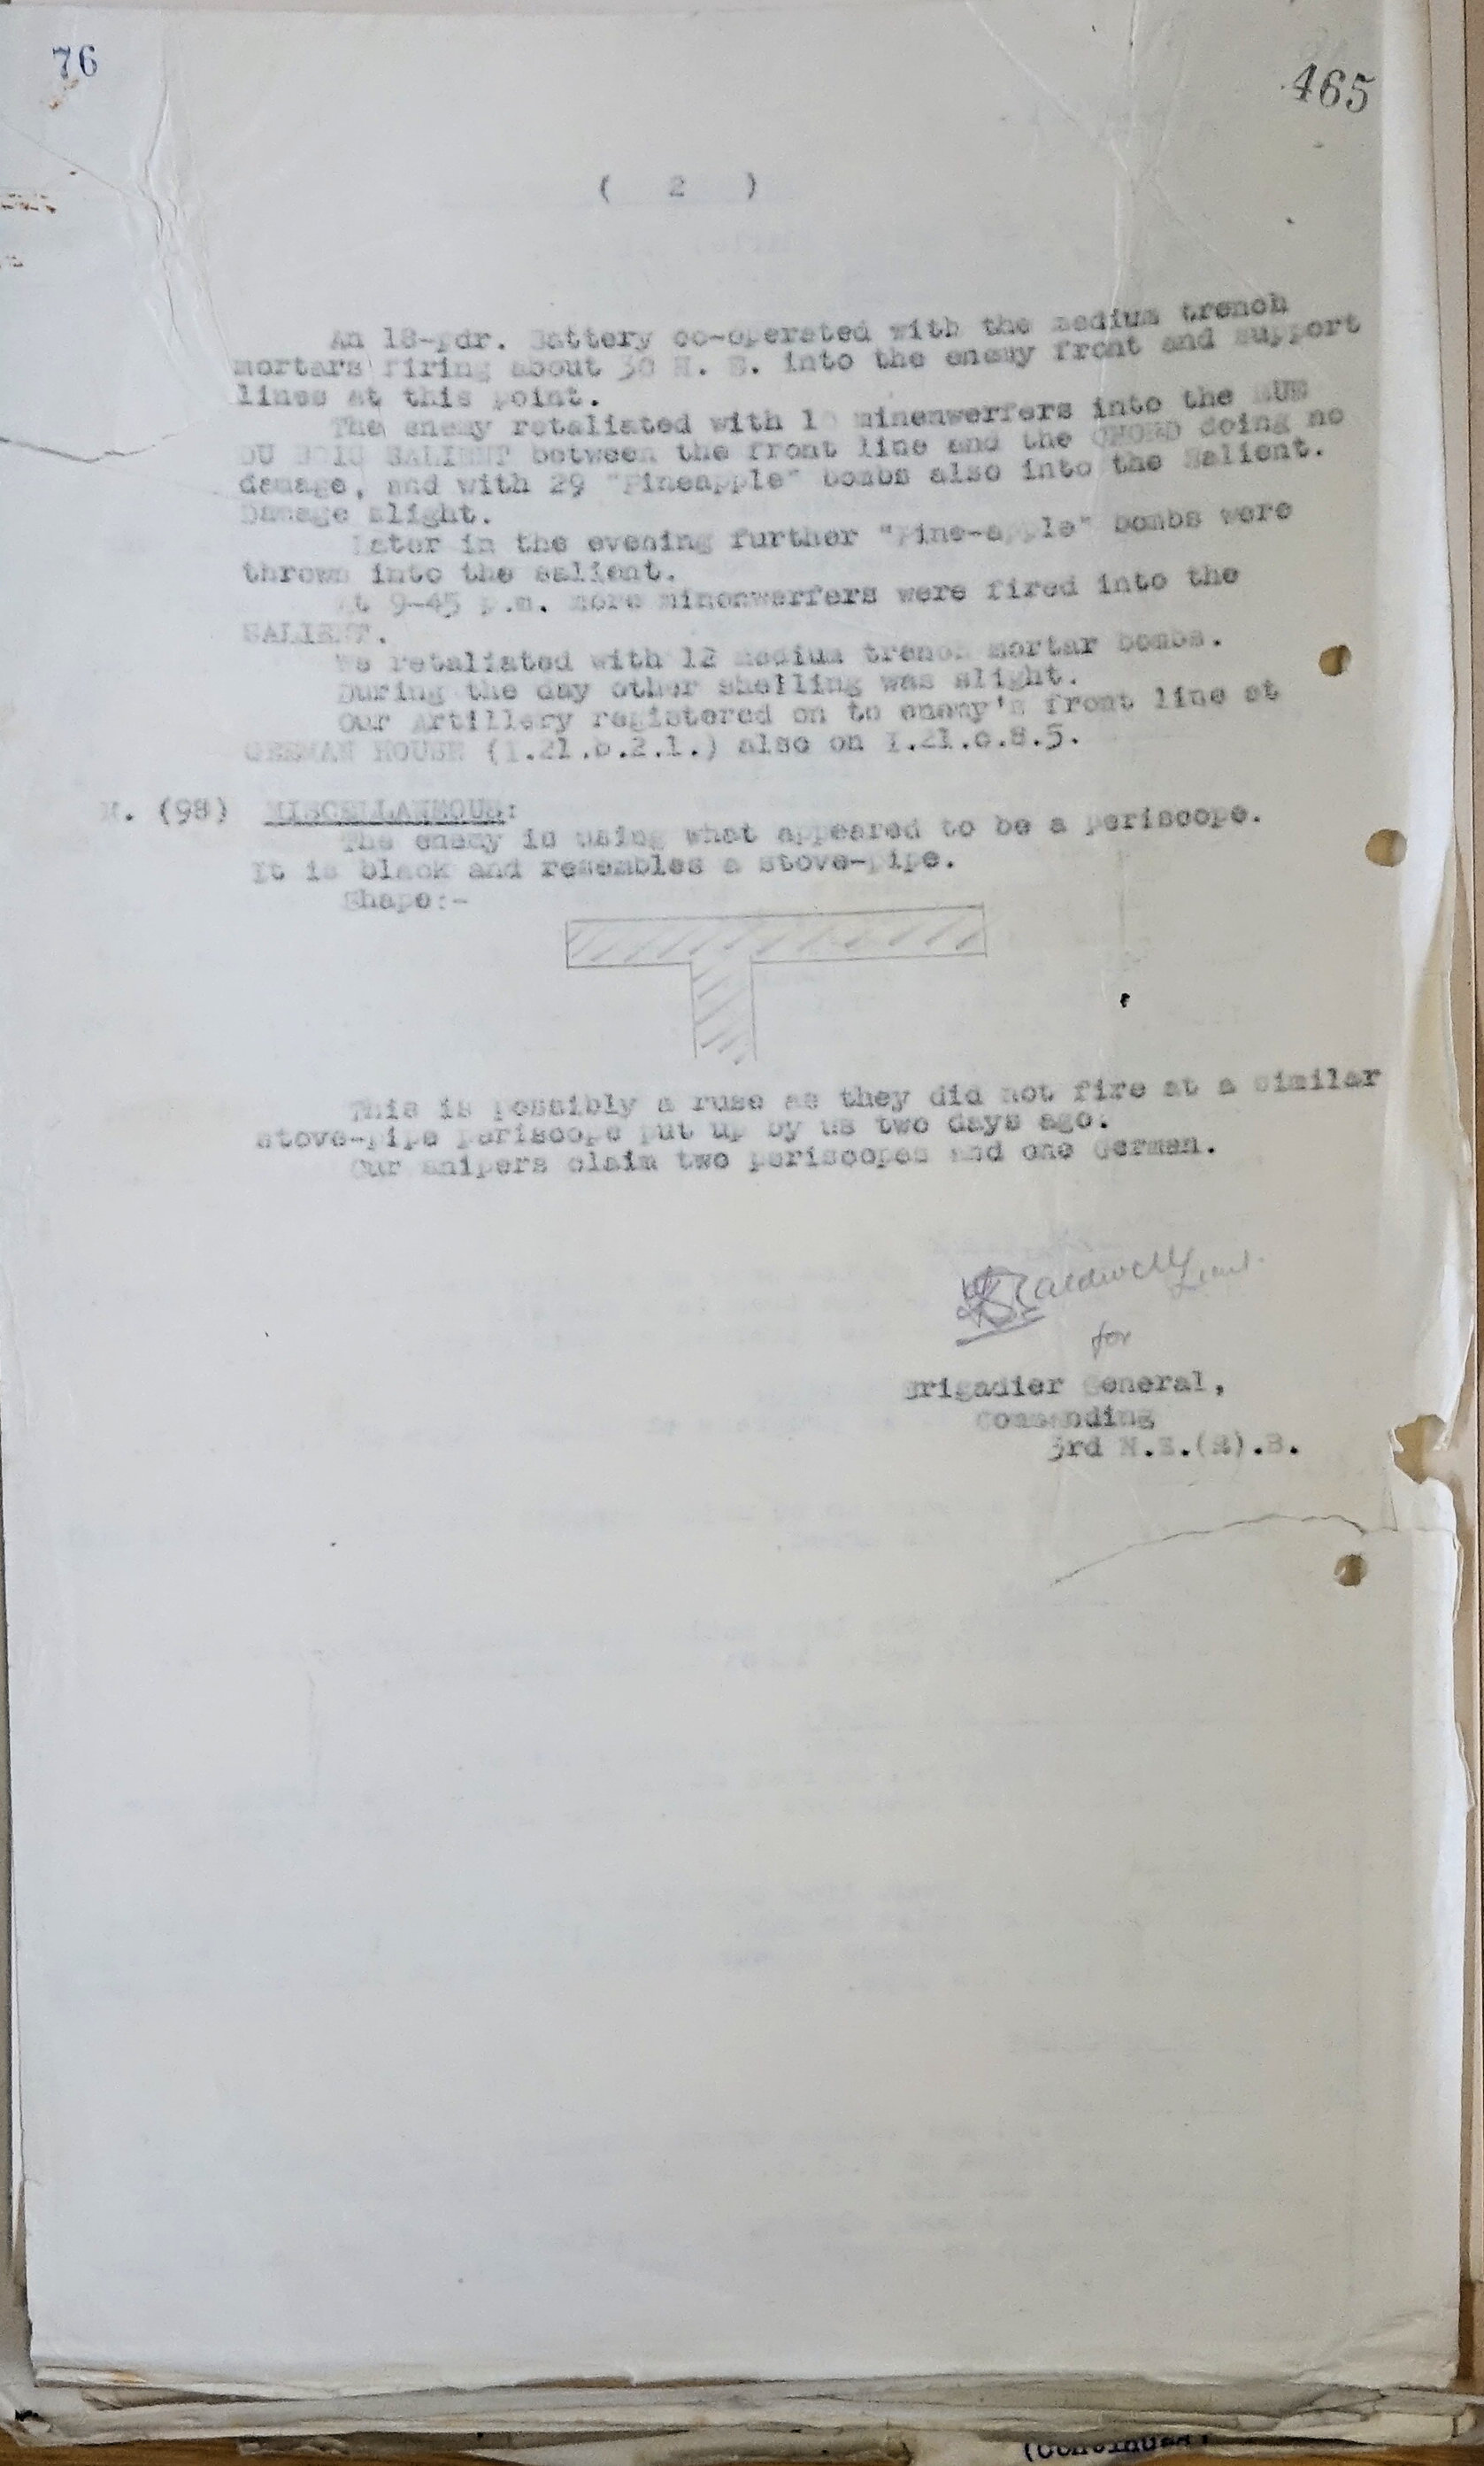 76
465
( 2 )
An 18-pdr. Battery co-operated with the medium trench
mortars firing about 30 H. E. into the enemy front and support
lines at this point.
The enemy retaliated with minenwerfers into the RUE
DU BOIS SALIENT between the front line and the CHORD doing no
damage, and with 29 "Pineapple" bombs also into the Salient.
Damage slight.
Later in the evening further "Pine-apple" bombs were
thrown into the salient.
At 9-45 p.m. more minenwerfers were fired into the
SALIENT.
We retaliated with 12 medium trench mortar bombs.
During the day other shelling was slight.
Our Artillery registered on to enemy's front line at
GERMAN HOUSE (I.21.b.2.1.) also on I.21.c.8.5.
(98) MISCELLANEOUS:
The enemy is using what appeared to be a periscope.
It is black and resembles a stove-pipe.
Shape:-
This is possibly a ruse as they did not fire at a similar
stove-pipe periscope put up by us two days ago.
Our snipers claim two periscopes and one German.
Lieut.
for
Brigadier General,
Commanding
3rd N.Z.(R).B.
(Continued)